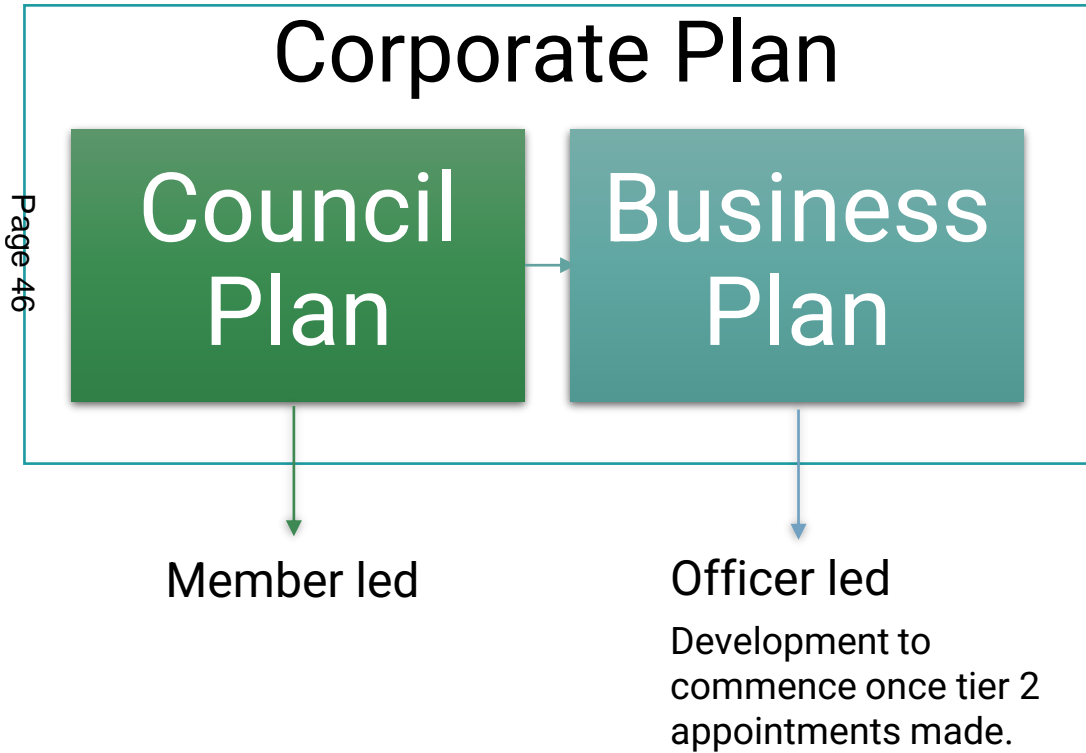 Corporate Plan
Council
Plan
Business
Plan
Page 46
Member led
Officer led
Development to
commence once tier 2
appointments made.